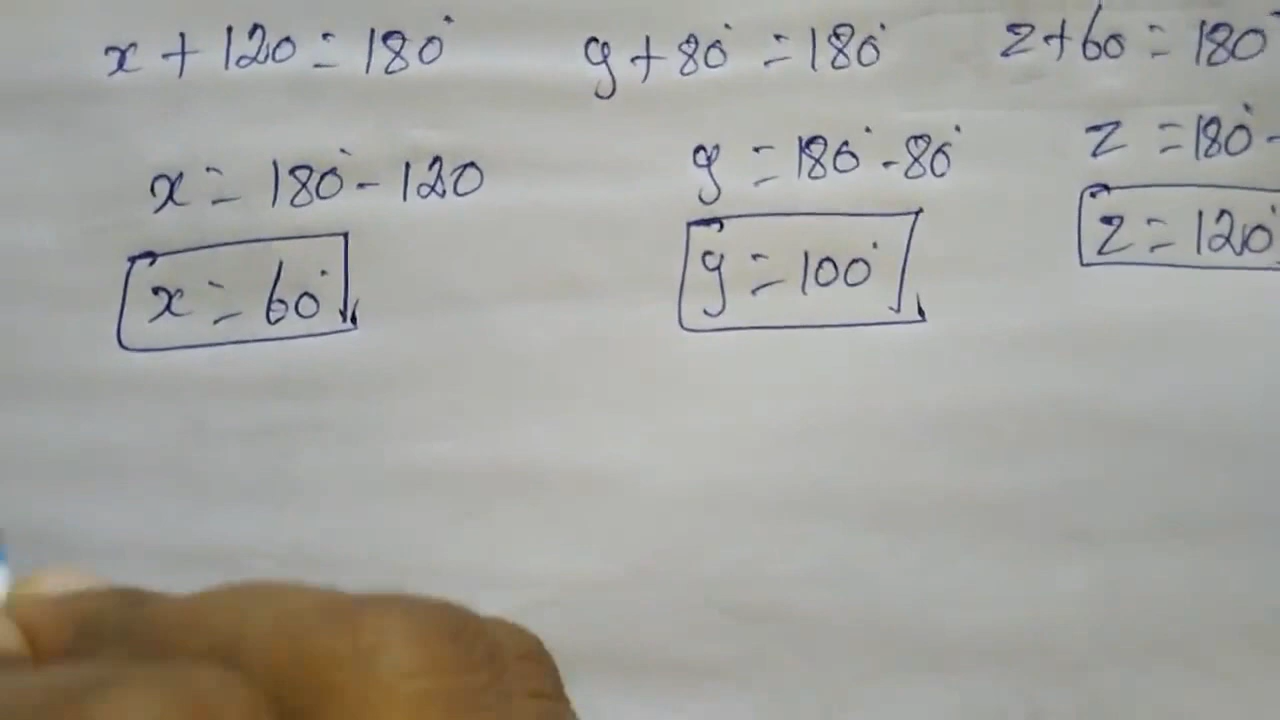 x + 120 = 180°
x = 180° - 120
x = 60°
y + 80° = 180°
y = 180° - 80°
y = 100°
z + 60 = 180°
z = 180° -
z = 120°